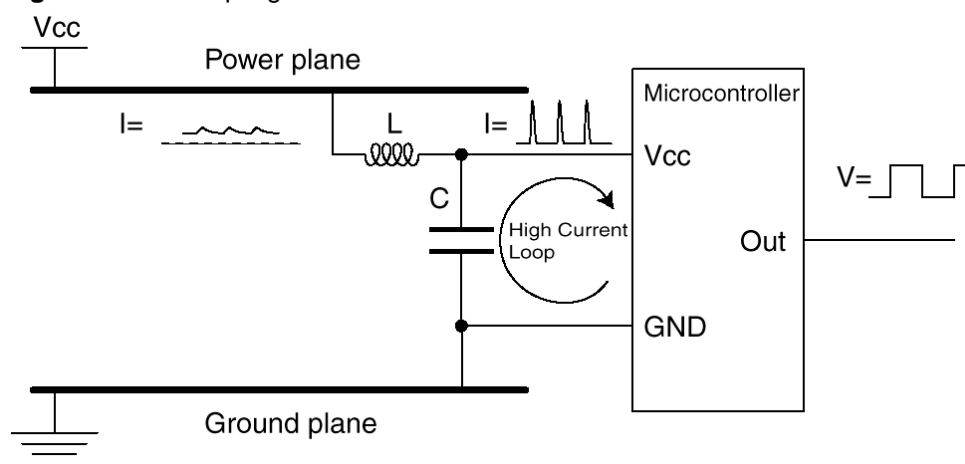 Vcc
Power plane
Microcontroller
I=
L
I=
Vcc
V=
C
High Current
Loop
Out
GND
Ground plane